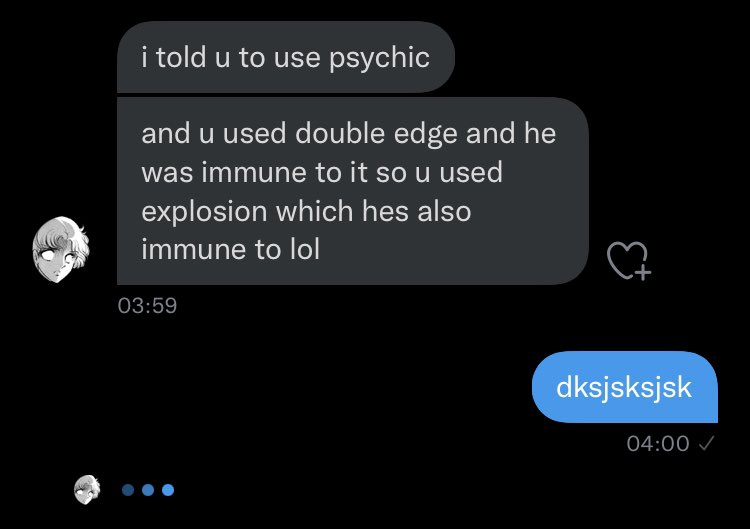 i told u to use psychic
and u used double edge and he
was immune to it so u used
explosion which hes also
immune to lol
03:59
dksjsksjsk
04:00